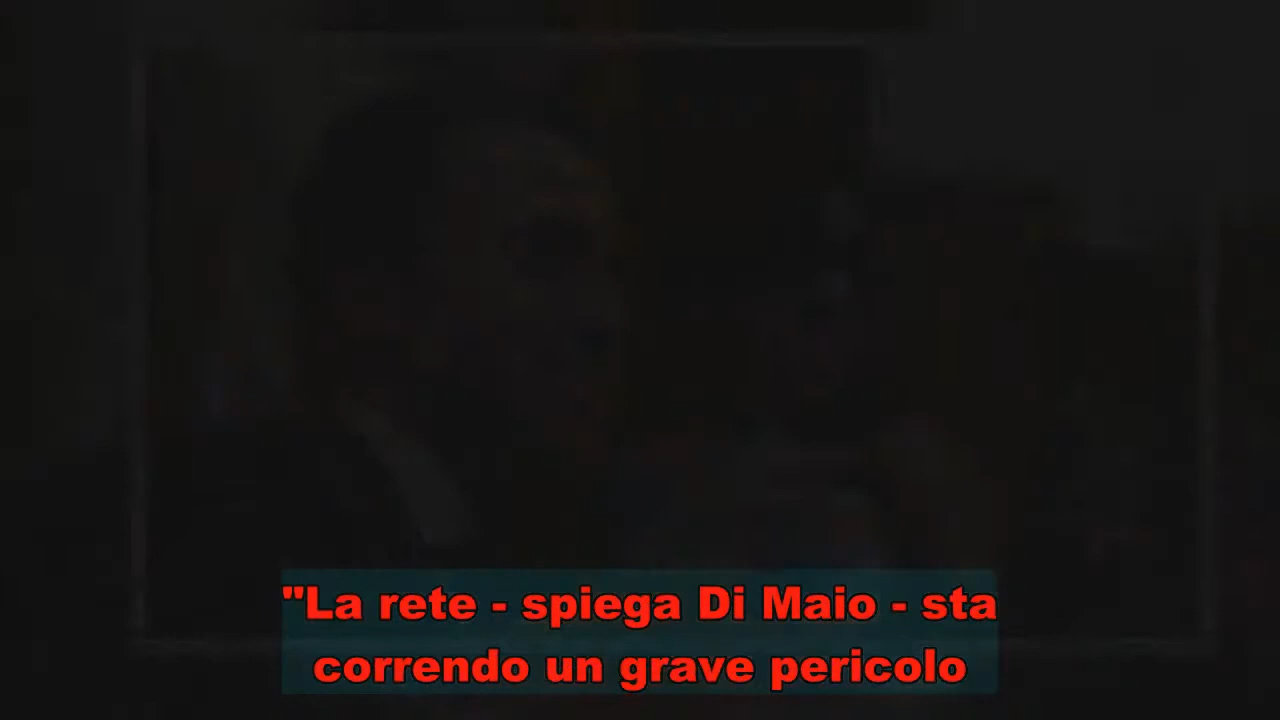 "La rete - spiega Di Maio - sta
correndo un grave pericolo